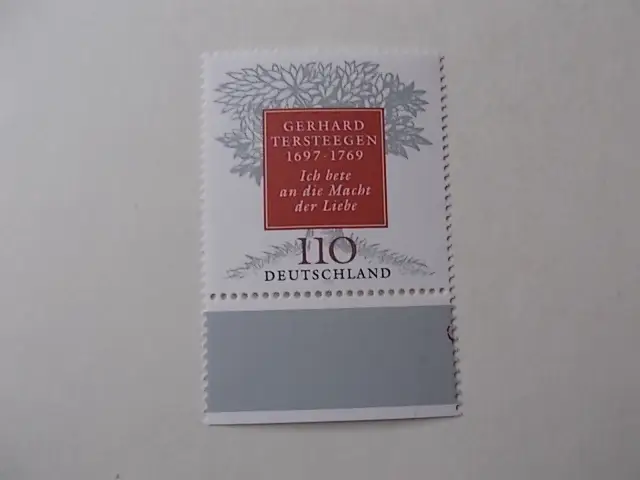 GERHARD
TERSTEEGEN
1697-1769
Ich bete
an die Macht
der Liebe
110
DEUTSCHLAND